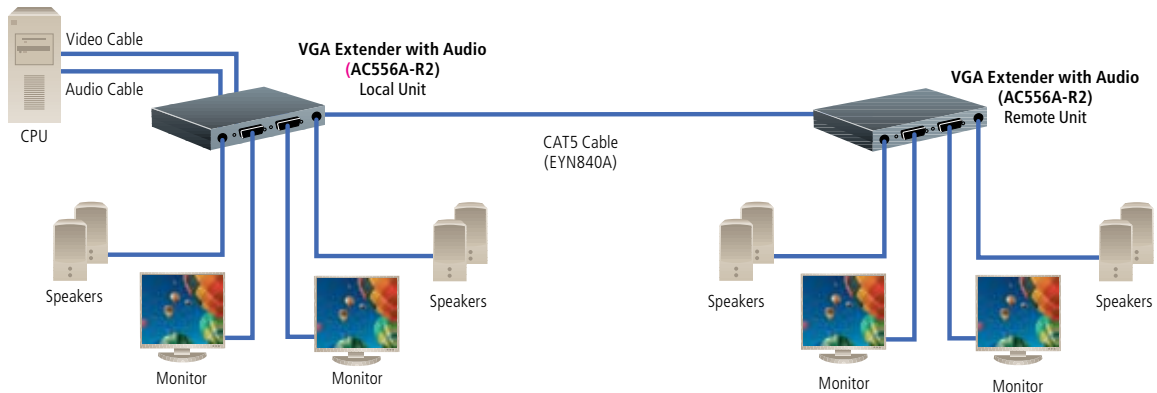 Video Cable
Audio Cable
CPU
VGA Extender with Audio
(AC556A-R2)
Local Unit
CAT5 Cable
(EYN840A)
VGA Extender with Audio
(AC556A-R2)
Remote Unit
Speakers
Monitor
Monitor
Speakers
Speakers
Monitor
Monitor
Speakers